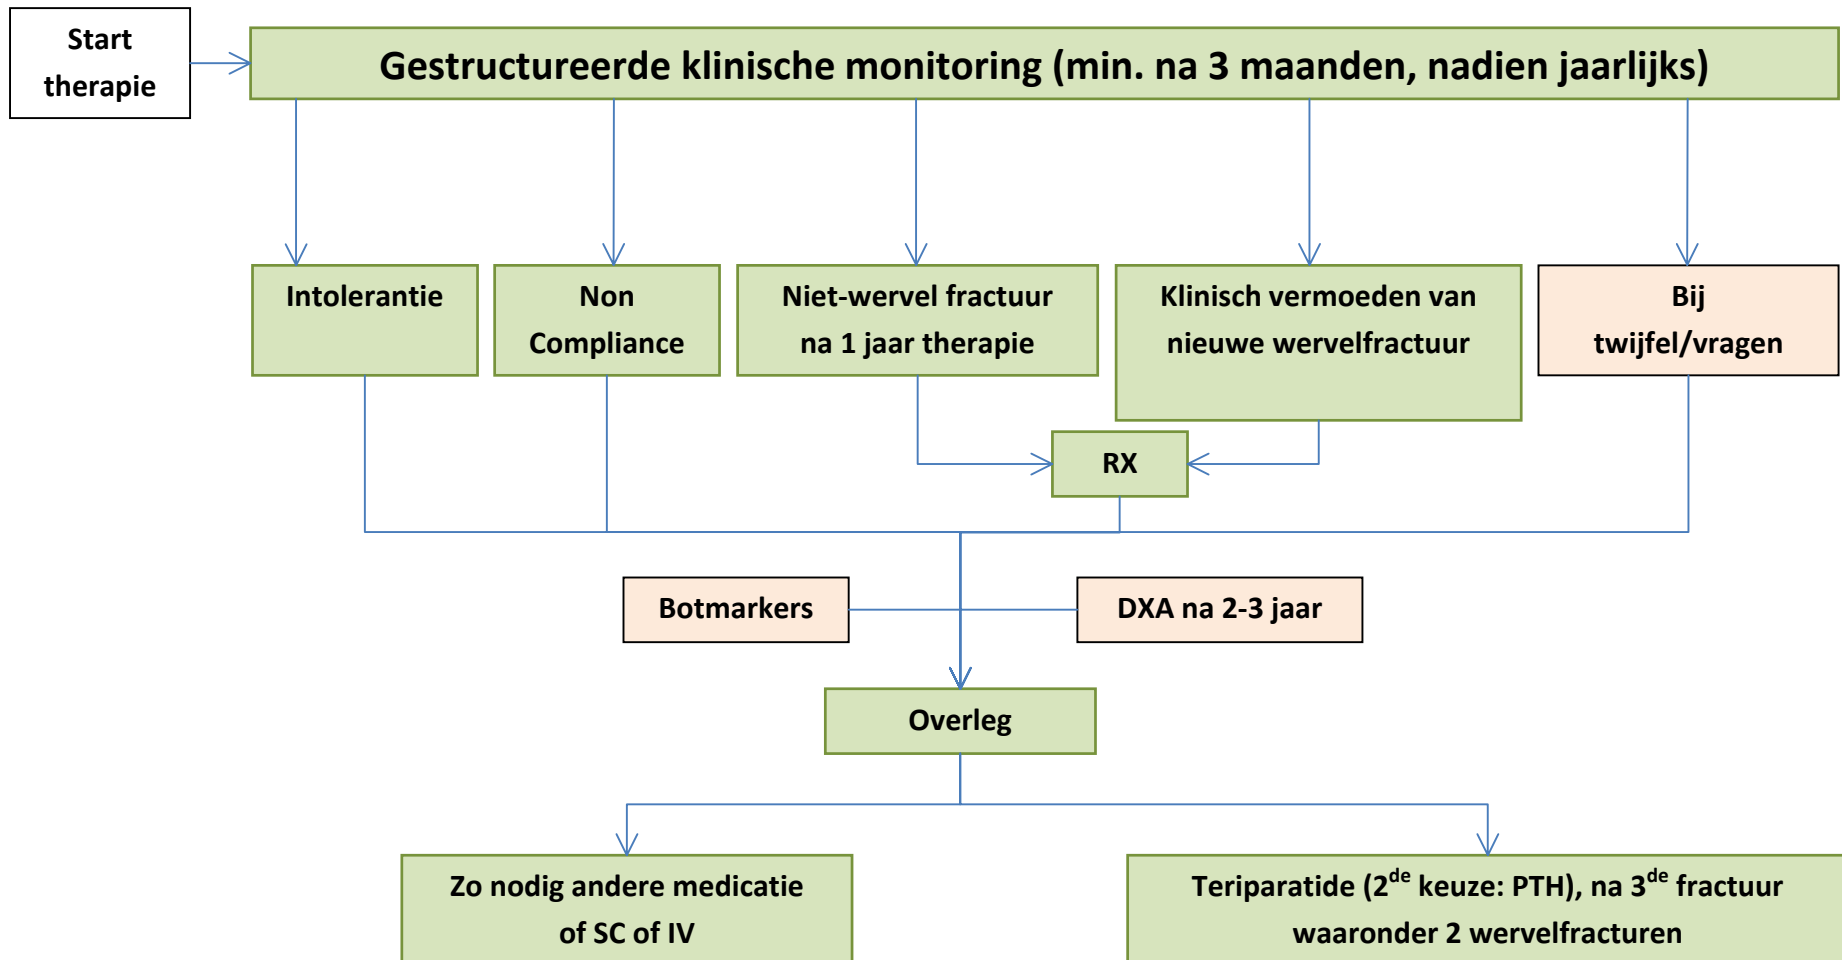 Start
therapie
Gestructureerde klinische monitoring (min. na 3 maanden, nadien jaarlijks)
Intolerantie
Non
Compliance
Niet-wervel fractuur
na 1 jaar therapie
Klinisch vermoeden van
nieuwe wervelfractuur
Bij
twijfel/vragen
RX
Botmarkers
DXA na 2-3 jaar
Overleg
Zo nodig andere medicatie
of SC of IV
Teriparatide (2de keuze: PTH), na 3de fractuur
waaronder 2 wervelfracturen